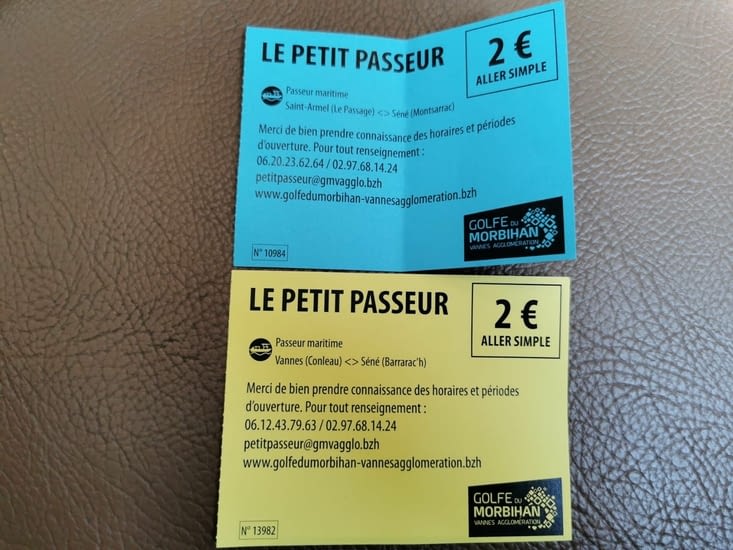 LE PETIT PASSEUR
2 €
ALLER SIMPLE
Passeur maritime
Saint-Armel (Le Passage) <> Séné (Montsarrac)
Merci de bien prendre connaissance des horaires et périodes
d'ouverture. Pour tout renseignement :
06.20.23.62.64 / 02.97.68.14.24
petitpasseur@gmvagglo.bzh
www.golfedumorbihan-vannesagglomeration.bzh
GOLFE DU
MORBIHAN
VANNES AGGLOMÉRATION
N° 10984
LE PETIT PASSEUR
2 €
ALLER SIMPLE
Passeur maritime
Vannes (Conleau) <> Séné (Barrarac'h)
Merci de bien prendre connaissance des horaires et périodes
d'ouverture. Pour tout renseignement :
06.12.43.79.63 / 02.97.68.14.24
petitpasseur@gmvagglo.bzh
www.golfedumorbihan-vannesagglomeration.bzh
GOLFE DU
MORBIHAN
VANNES AGGLOMÉRATION
N° 13982